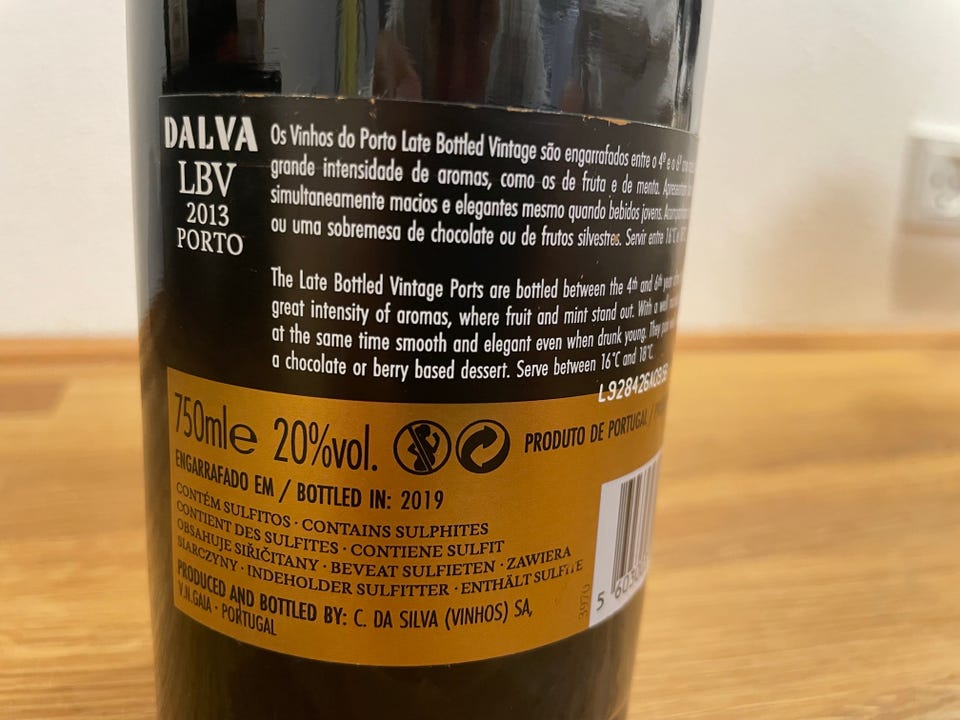 DALVA
LBV
2013
PORTO
Os Vinhos do Porto Late Bottled Vintage são engarrafados entre o 4º e o 6º
grande intensidade de aromas, como os de fruta e de menta.
simultaneamente macios e elegantes mesmo quando bebidos jovens.
ou uma sobremesa de chocolate ou de frutos silvestres. Servir entre 16°C e 18°C.
The Late Bottled Vintage Ports are bottled between the 4th and 6th year
great intensity of aromas, where fruit and mint stand out. With a well
at the same time smooth and elegant even when drunk young. They
a chocolate or berry based dessert. Serve between 16°C and 18°C.
750ml e 20%vol.
PRODUTO DE PORTUGAL /
ENGARRAFADO EM / BOTTLED IN: 2019
CONTÉM SULFITOS · CONTAINS SULPHITES
CONTIENT DES SULFITES · CONTIENE SULFIT
OBSAHUJE SIŘIČITANY · BEVEAT SULFIETEN · ZAWIERA
SIARCZYNY · INDEHOLDER SULFITTER · ENTHÄLT SULFITE
PRODUCED AND BOTTLED BY: C. DA SILVA (VINHOS) SA,
V.N.GAIA · PORTUGAL